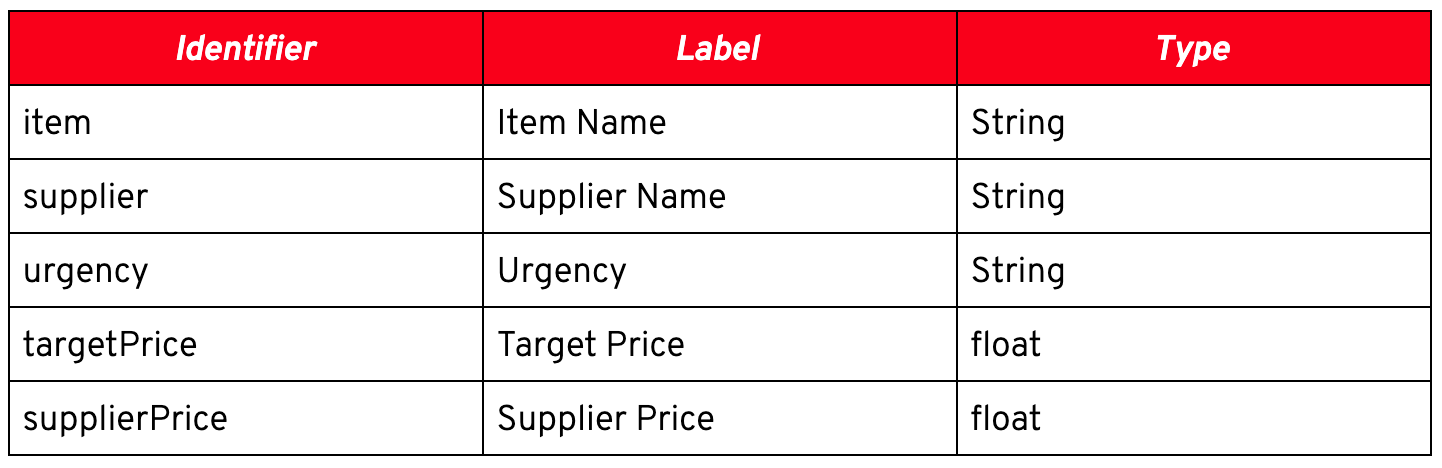 Identifier Label Type
item Item Name String
supplier Supplier Name String
urgency Urgency String
targetPrice Target Price float
supplierPrice Supplier Price float